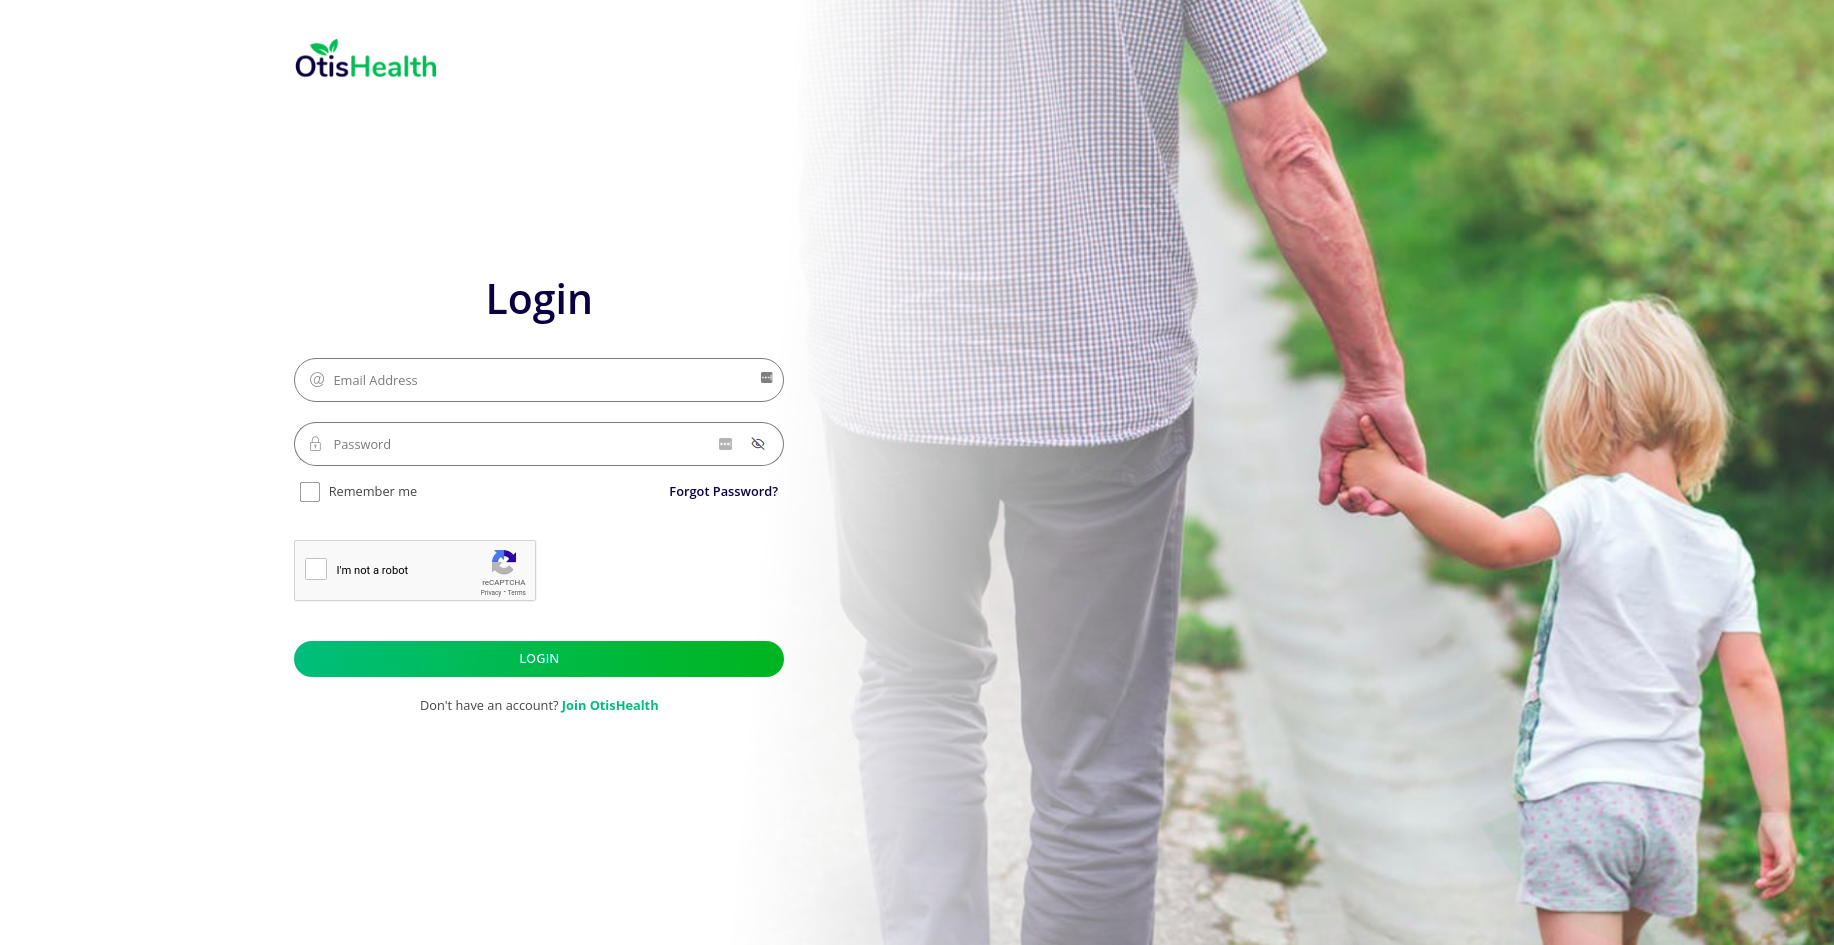 OtisHealth
Login
@ Email Address
Password
Remember me
Forgot Password?
I'm not a robot
reCAPTCHA
Privacy - Terms
LOGIN
Don't have an account? Join OtisHealth